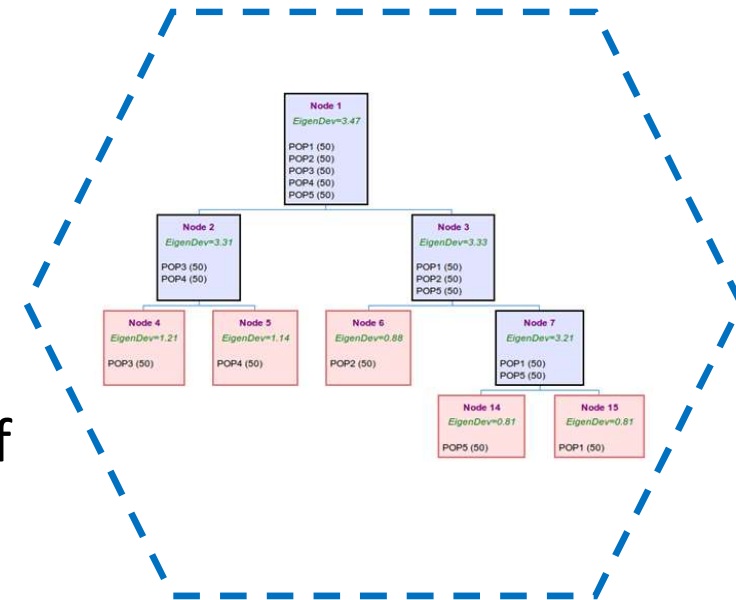 Node 1
EigenDev=3.47
POP1 (50)
POP2 (50)
POP3 (50)
POP4 (50)
POP5 (50)
Node 2
EigenDev=3.31
POP3 (50)
POP4 (50)
Node 3
EigenDev=3.33
POP1 (50)
POP2 (50)
POP5 (50)
Node 4
EigenDev=1.21
POP3 (50)
Node 5
EigenDev=1.14
POP4 (50)
Node 6
EigenDev=0.88
POP2 (50)
Node 7
EigenDev=3.21
POP1 (50)
POP5 (50)
Node 14
EigenDev=0.81
POP5 (50)
Node 15
EigenDev=0.81
POP1 (50)
f